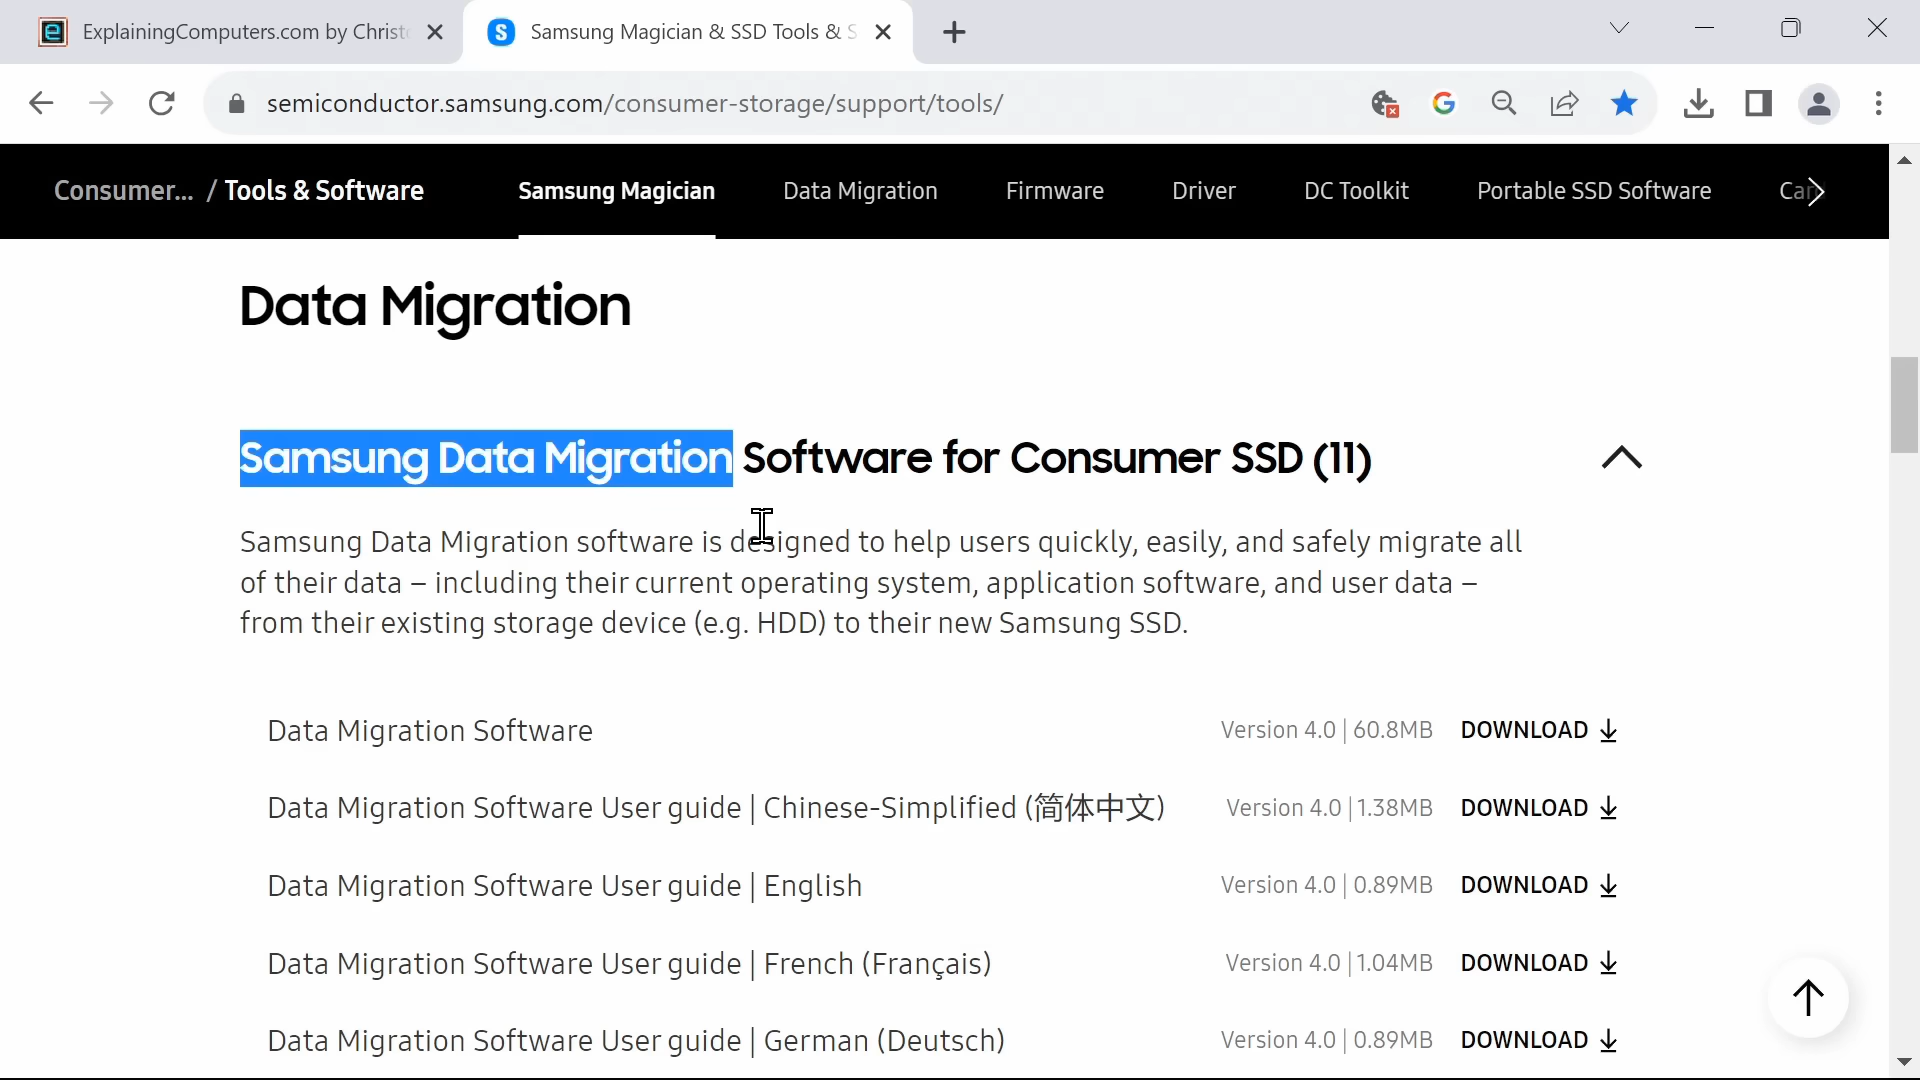 ExplainingComputers.com by Christ
Samsung Magician & SSD Tools & S
semiconductor.samsung.com/consumer-storage/support/tools/
Consumer... / Tools & Software
Samsung Magician
Data Migration
Firmware
Driver
DC Toolkit
Portable SSD Software
Data Migration
Samsung Data Migration Software for Consumer SSD (11)
Samsung Data Migration software is designed to help users quickly, easily, and safely migrate all
of their data – including their current operating system, application software, and user data –
from their existing storage device (e.g. HDD) to their new Samsung SSD.
Data Migration Software Version 4.0 | 60.8MB DOWNLOAD
Data Migration Software User guide | Chinese-Simplified (简体中文) Version 4.0 | 1.38MB DOWNLOAD
Data Migration Software User guide | English Version 4.0 | 0.89MB DOWNLOAD
Data Migration Software User guide | French (Français) Version 4.0 | 1.04MB DOWNLOAD
Data Migration Software User guide | German (Deutsch) Version 4.0 | 0.89MB DOWNLOAD